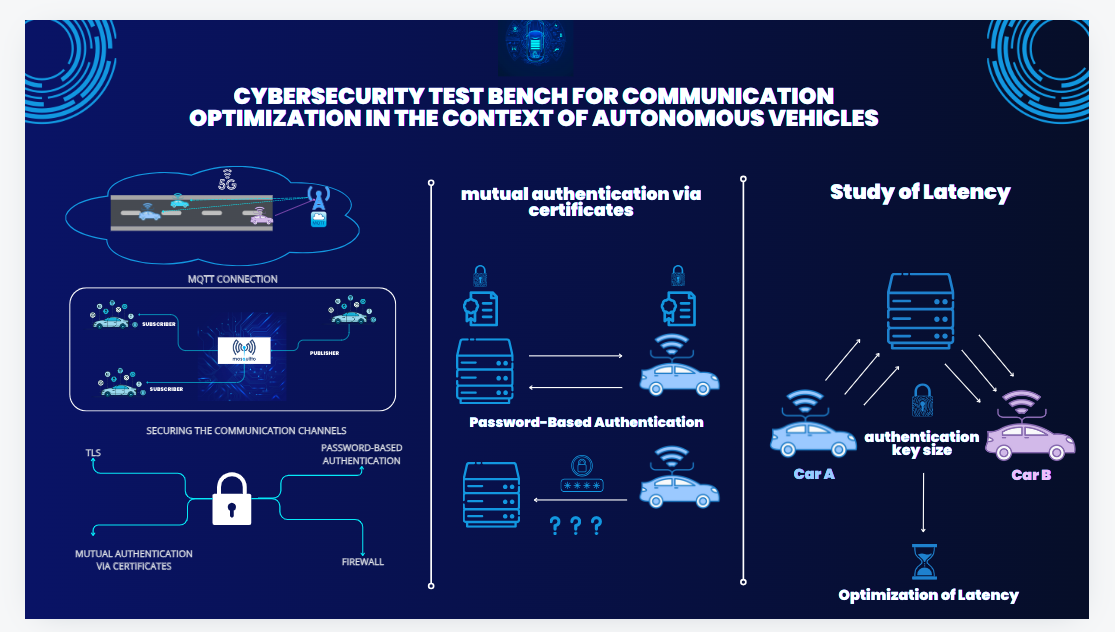 CYBERSECURITY TEST BENCH FOR COMMUNICATION
OPTIMIZATION IN THE CONTEXT OF AUTONOMOUS VEHICLES
5G
MQTT CONNECTION
SUBSCRIBER
mosquitto
PUBLISHER
SUBSCRIBER
SECURING THE COMMUNICATION CHANNELS
TLS
PASSWORD-BASED
AUTHENTICATION
MUTUAL AUTHENTICATION
VIA CERTIFICATES
FIREWALL
mutual authentication via
certificates
Password-Based Authentication
****
? ? ?
Study of Latency
authentication
key size
Car A
Car B
Optimization of Latency